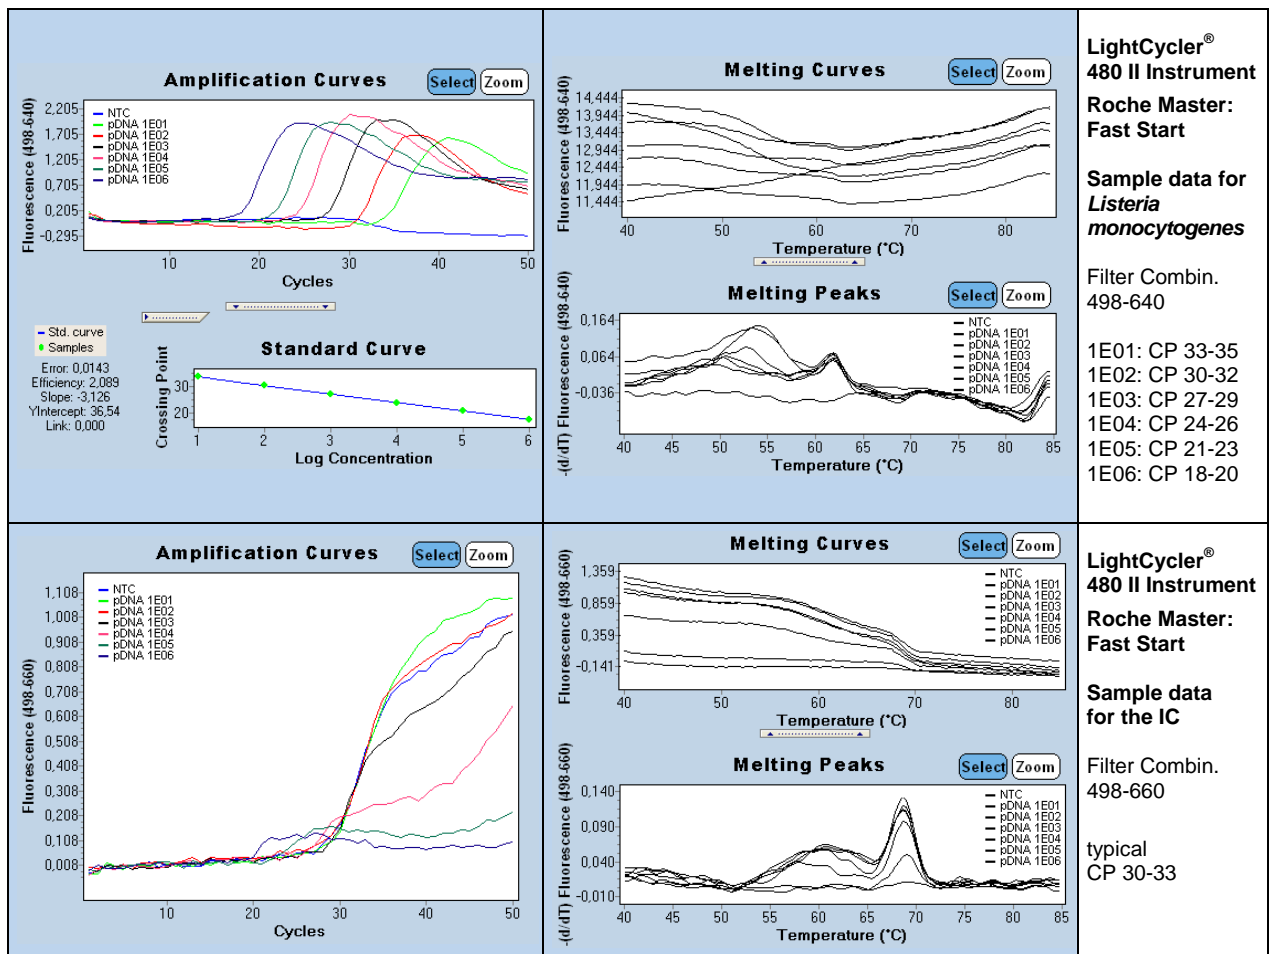 Amplification Curves
Select Zoom
Fluorescence (498-640)
2,205
1,705
1,205
0,705
0,205
-0,295
NTC
pDNA 1E01
pDNA 1E02
pDNA 1E03
pDNA 1E04
pDNA 1E05
pDNA 1E06
10 20 30 40 50
Cycles
Std. curve
Samples
Error: 0,0143
Efficiency: 2,089
Slope: -3,126
YIntercept: 36,54
Link: 0,000
Standard Curve
Crossing Point
30
20
1 2 3 4 5 6
Log Concentration
Melting Curves
Select Zoom
Fluorescence (498-640)
14,444
13,944
13,444
12,944
12,444
11,944
11,444
40 50 60 70 80
Temperature (°C)
Melting Peaks
Select Zoom
-(d/dT) Fluorescence (498-640)
0,164
0,064
-0,036
NTC
pDNA 1E01
pDNA 1E02
pDNA 1E03
pDNA 1E04
pDNA 1E05
pDNA 1E06
40 45 50 55 60 65 70 75 80 85
Temperature (°C)
LightCycler®
480 II Instrument
Roche Master:
Fast Start
Sample data for
Listeria
monocytogenes
Filter Combin.
498-640
1E01: CP 33-35
1E02: CP 30-32
1E03: CP 27-29
1E04: CP 24-26
1E05: CP 21-23
1E06: CP 18-20
Amplification Curves
Select Zoom
Fluorescence (498-660)
1,108
1,008
0,908
0,808
0,708
0,608
0,508
0,408
0,308
0,208
0,108
0,008
NTC
pDNA 1E01
pDNA 1E02
pDNA 1E03
pDNA 1E04
pDNA 1E05
pDNA 1E06
10 20 30 40 50
Cycles
Melting Curves
Select Zoom
Fluorescence (498-660)
1,359
0,859
0,359
-0,141
NTC
pDNA 1E01
pDNA 1E02
pDNA 1E03
pDNA 1E04
pDNA 1E05
pDNA 1E06
40 50 60 70 80
Temperature (°C)
Melting Peaks
Select Zoom
-(d/dT) Fluorescence (498-660)
0,140
0,090
0,040
-0,010
NTC
pDNA 1E01
pDNA 1E02
pDNA 1E03
pDNA 1E04
pDNA 1E05
pDNA 1E06
40 45 50 55 60 65 70 75 80 85
Temperature (°C)
LightCycler®
480 II Instrument
Roche Master:
Fast Start
Sample data
for the IC
Filter Combin.
498-660
typical
CP 30-33